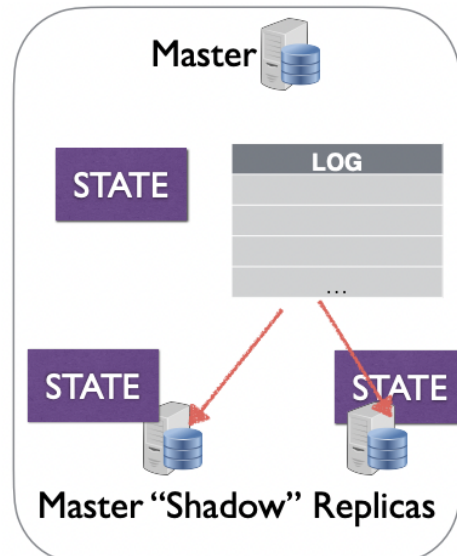 Master
LOG
STATE
...
STATE
STATE
Master “Shadow” Replicas